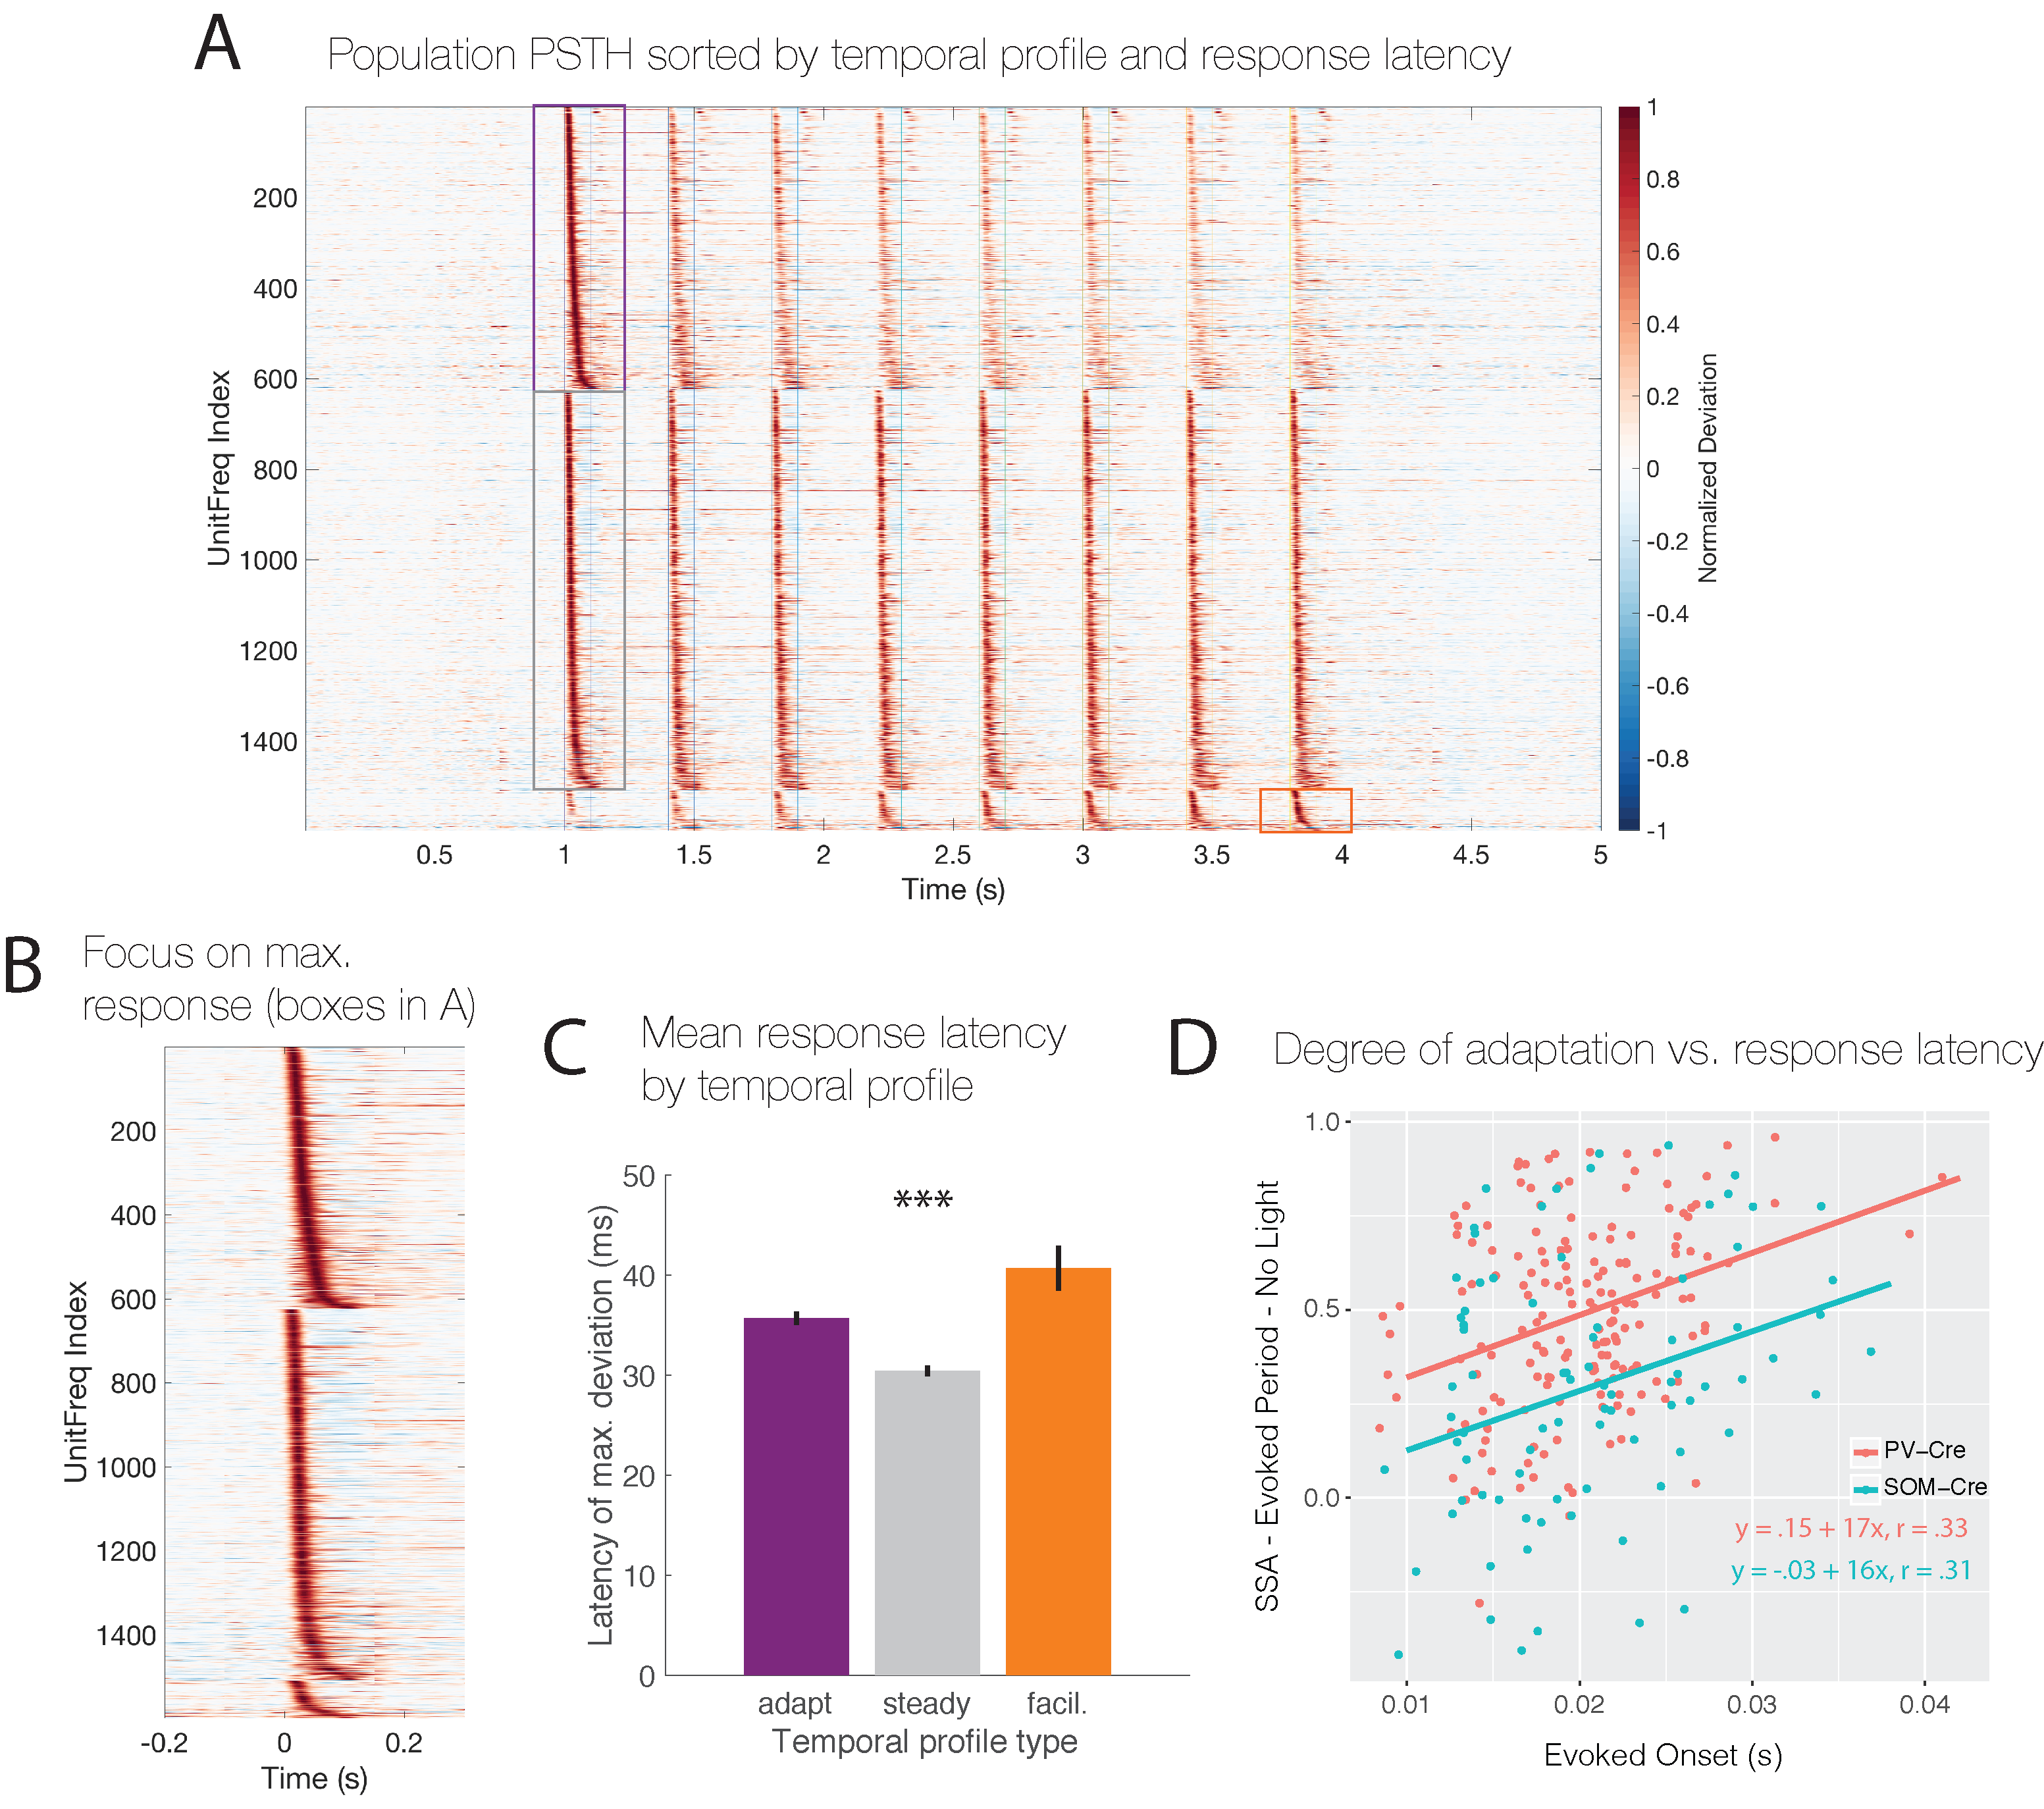 A
Population PSTH sorted by temporal profile and response latency
UnitFreq Index
200
400
600
800
1000
1200
1400
0.5
1
1.5
2
2.5
3
3.5
4
4.5
5
Time (s)
1
0.8
0.6
0.4
0.2
0
-0.2
-0.4
-0.6
-0.8
-1
Normalized Deviation
B
Focus on max.
response (boxes in A)
UnitFreq Index
200
400
600
800
1000
1200
1400
-0.2
0
0.2
Time (s)
C
Mean response latency
by temporal profile
Latency of max. deviation (ms)
50
40
30
20
10
0
***
adapt
steady
facil.
Temporal profile type
D
Degree of adaptation vs. response latency
SSA - Evoked Period - No Light
1.0
0.5
0.0
PV−Cre
SOM−Cre
y = .15 + 17x, r = .33
y = -.03 + 16x, r = .31
0.01
0.02
0.03
0.04
Evoked Onset (s)